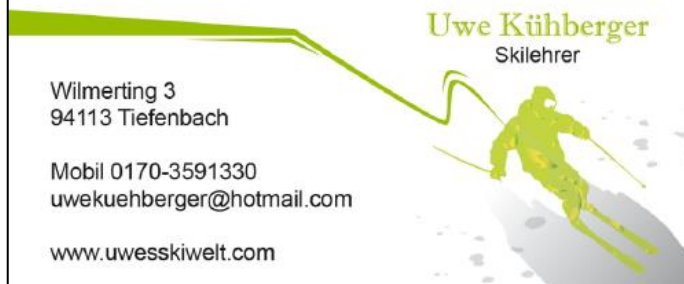 Uwe Kühberger
Skilehrer
Wilmerting 3
94113 Tiefenbach
Mobil 0170-3591330
uwekuehberger@hotmail.com
www.uwesskiwelt.com